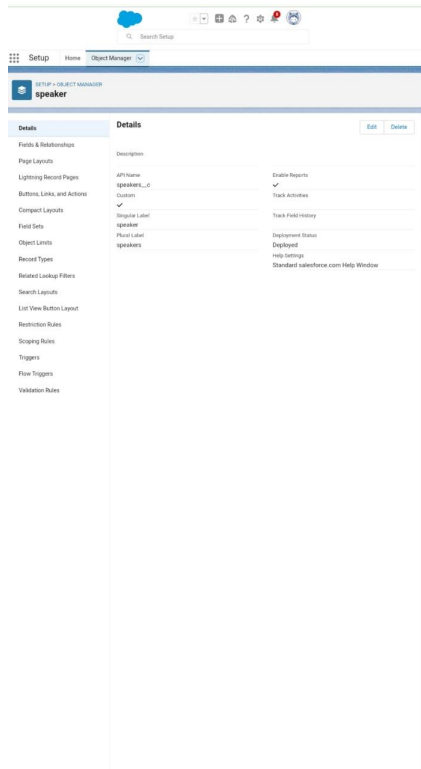 Search Setup
Setup
Home
Object Manager
SETUP > OBJECT MANAGER
speaker
Details
Fields & Relationships
Page Layouts
Lightning Record Pages
Buttons, Links, and Actions
Compact Layouts
Field Sets
Object Limits
Record Types
Related Lookup Filters
Search Layouts
List View Button Layout
Restriction Rules
Scoping Rules
Triggers
Flow Triggers
Validation Rules
Details
Edit
Delete
Description
API Name
speakers__c
Custom
Singular Label
speaker
Plural Label
speakers
Enable Reports
Track Activities
Track Field History
Deployment Status
Deployed
Help Settings
Standard salesforce.com Help Window